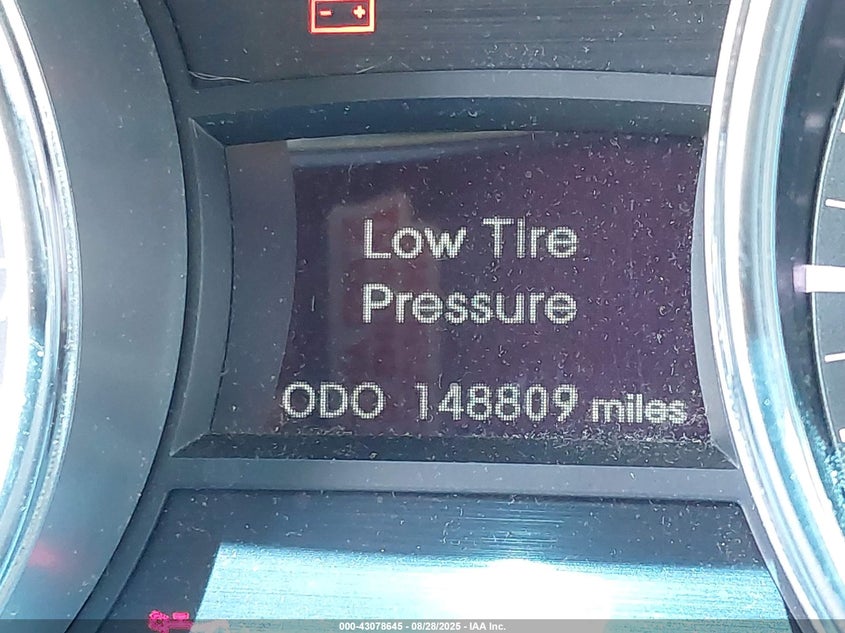 Low Tire
Pressure
ODO 148809 miles
000-43078645 - 08/28/2025 - IAA Inc.